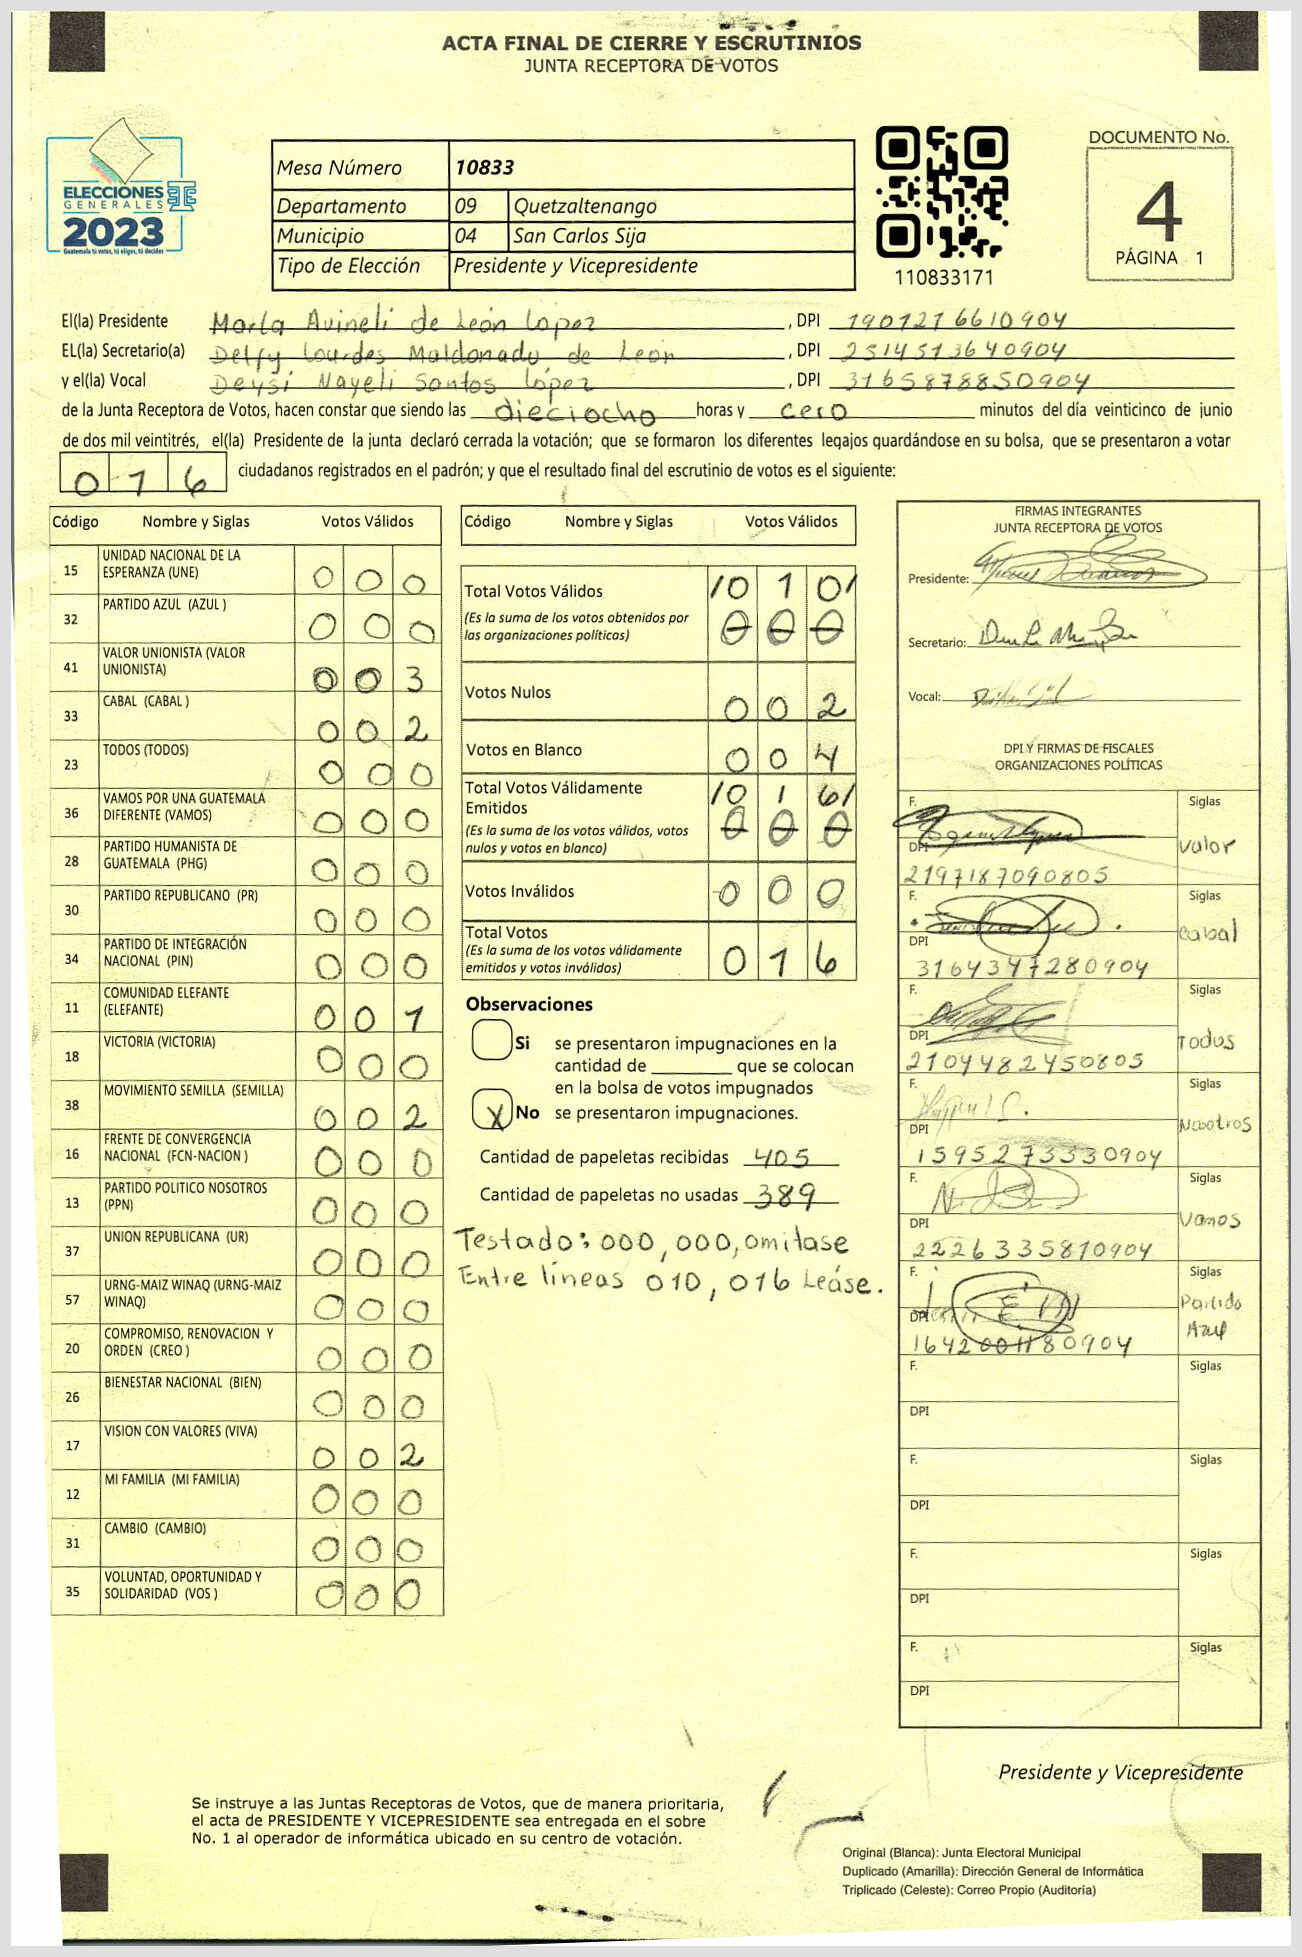 ACTA FINAL DE CIERRE Y ESCRUTINIOS
JUNTA RECEPTORA DE VOTOS
ELECCIONES
GENERALES
2023
Guatemala tú votas, tú eliges, tú decides
Mesa Número 10833
Departamento 09 Quetzaltenango
Municipio 04 San Carlos Sija
Tipo de Elección Presidente y Vicepresidente
110833171
DOCUMENTO No.
4
PÁGINA 1
El(la) Presidente Marla Avineli de León Lopez, DPI 1901216610904
EL(la) Secretario(a) Delfy Lourdes Maldonado de Leon, DPI 2514513640904
y el(la) Vocal Deysi Nayeli Santos López, DPI 3165878850904
de la Junta Receptora de Votos, hacen constar que siendo las dieciocho horas y cero minutos del día veinticinco de junio
de dos mil veintitrés, el(la) Presidente de la junta declaró cerrada la votación; que se formaron los diferentes legajos guardándose en su bolsa, que se presentaron a votar
016 ciudadanos registrados en el padrón; y que el resultado final del escrutinio de votos es el siguiente:
Código Nombre y Siglas Votos Válidos
15 UNIDAD NACIONAL DE LA ESPERANZA (UNE) 0 0 0
32 PARTIDO AZUL (AZUL ) 0 0 0
41 VALOR UNIONISTA (VALOR UNIONISTA) 0 0 3
33 CABAL (CABAL ) 0 0 2
23 TODOS (TODOS) 0 0 0
36 VAMOS POR UNA GUATEMALA DIFERENTE (VAMOS) 0 0 0
28 PARTIDO HUMANISTA DE GUATEMALA (PHG) 0 0 0
30 PARTIDO REPUBLICANO (PR) 0 0 0
34 PARTIDO DE INTEGRACIÓN NACIONAL (PIN) 0 0 0
11 COMUNIDAD ELEFANTE (ELEFANTE) 0 0 1
18 VICTORIA (VICTORIA) 0 0 0
38 MOVIMIENTO SEMILLA (SEMILLA) 0 0 2
16 FRENTE DE CONVERGENCIA NACIONAL (FCN-NACION ) 0 0 0
13 PARTIDO POLITICO NOSOTROS (PPN) 0 0 0
37 UNION REPUBLICANA (UR) 0 0 0
57 URNG-MAIZ WINAQ (URNG-MAIZ WINAQ) 0 0 0
20 COMPROMISO, RENOVACION Y ORDEN (CREO ) 0 0 0
26 BIENESTAR NACIONAL (BIEN) 0 0 0
17 VISION CON VALORES (VIVA) 0 0 2
12 MI FAMILIA (MI FAMILIA) 0 0 0
31 CAMBIO (CAMBIO) 0 0 0
35 VOLUNTAD, OPORTUNIDAD Y SOLIDARIDAD (VOS ) 0 0 0
Código Nombre y Siglas Votos Válidos
Total Votos Válidos /0 1 0/
(Es la suma de los votos obtenidos por las organizaciones políticas) 0 0 0
Votos Nulos 0 0 2
Votos en Blanco 0 0 4
Total Votos Válidamente Emitidos /0 1 6/
(Es la suma de los votos válidos, votos nulos y votos en blanco) 0 0 0
Votos Inválidos 0 0 0
Total Votos 0 1 6
(Es la suma de los votos válidamente emitidos y votos inválidos)
Observaciones
Si se presentaron impugnaciones en la
cantidad de ________ que se colocan
en la bolsa de votos impugnados
X No se presentaron impugnaciones.
Cantidad de papeletas recibidas 405
Cantidad de papeletas no usadas 389
Testado: 000, 000, omitase
Entre líneas 010, 016 Leáse.
FIRMAS INTEGRANTES
JUNTA RECEPTORA DE VOTOS
Presidente:
Secretario:
Vocal:
DPI Y FIRMAS DE FISCALES
ORGANIZACIONES POLÍTICAS
F. Siglas
DPI 2197187090805 Valor
F. Siglas
DPI 3164347280904 Cabal
F. Siglas
DPI 2104482450805 Todos
F. Siglas
DPI 1595273330904 Nosotros
F. Siglas
DPI 2226335810904 Vamos
F. Siglas
DPI 1642001180904 Partido Azul
F. Siglas
DPI
F. Siglas
DPI
F. Siglas
DPI
F. Siglas
DPI
Presidente y Vicepresidente
Se instruye a las Juntas Receptoras de Votos, que de manera prioritaria,
el acta de PRESIDENTE Y VICEPRESIDENTE sea entregada en el sobre
No. 1 al operador de informática ubicado en su centro de votación.
Original (Blanca): Junta Electoral Municipal
Duplicado (Amarilla): Dirección General de Informática
Triplicado (Celeste): Correo Propio (Auditoría)